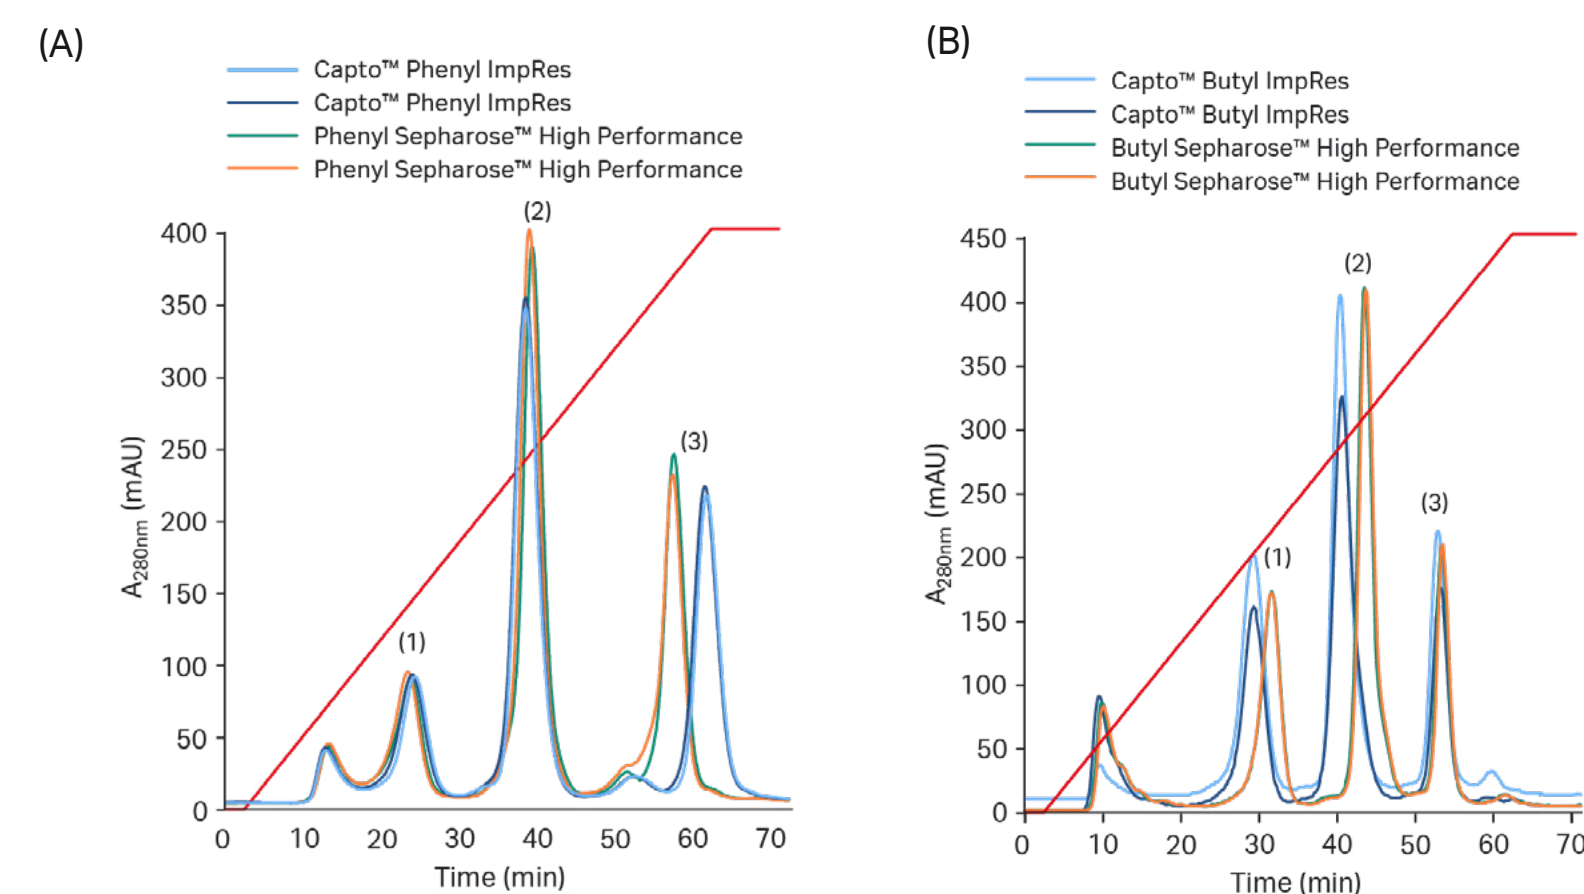 (A)
Capto™ Phenyl ImpRes
Capto™ Phenyl ImpRes
Phenyl Sepharose™ High Performance
Phenyl Sepharose™ High Performance
(2)
400
350
300
250
200
150
100
50
0
A280nm (mAU)
(1)
(3)
0 10 20 30 40 50 60 70
Time (min)
(B)
Capto™ Butyl ImpRes
Capto™ Butyl ImpRes
Butyl Sepharose™ High Performance
Butyl Sepharose™ High Performance
450
400
350
300
250
200
150
100
50
0
A280nm (mAU)
(2)
(3)
(1)
0 10 20 30 40 50 60 70
Time (min)